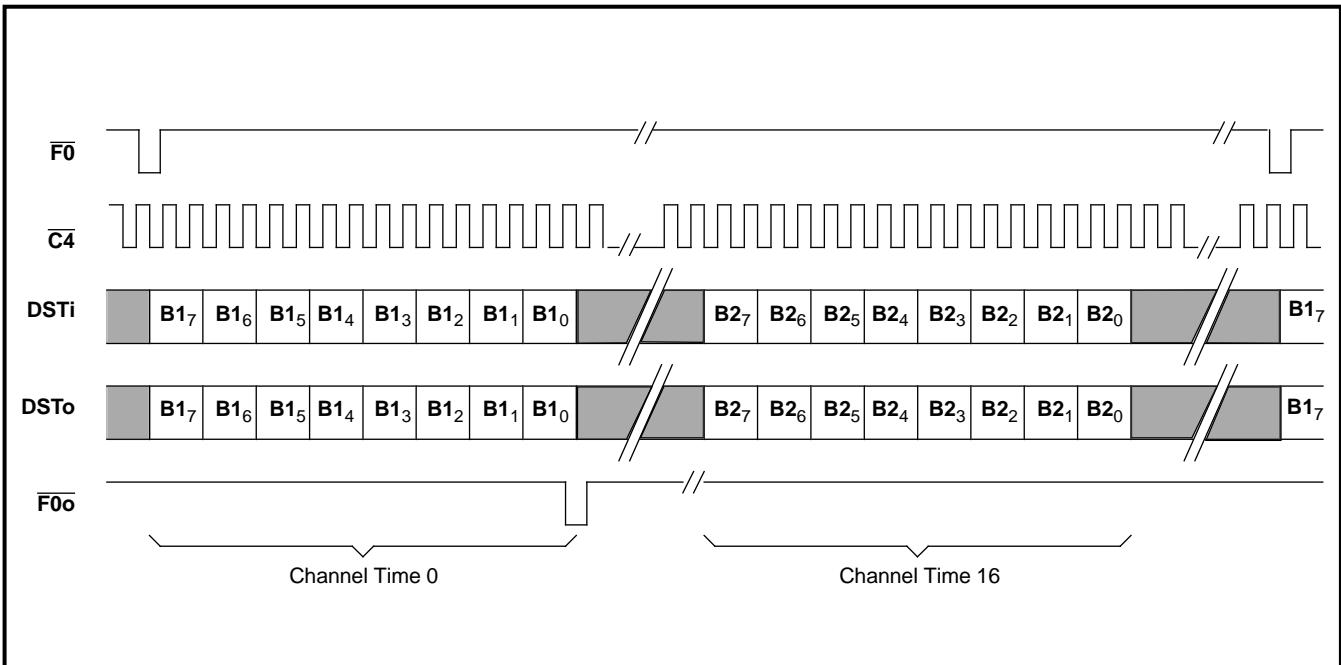 F0
C4
DSTi B1₇ B1₆ B1₅ B1₄ B1₃ B1₂ B1₁ B1₀ B2₇ B2₆ B2₅ B2₄ B2₃ B2₂ B2₁ B2₀ B1₇
DSTo B1₇ B1₆ B1₅ B1₄ B1₃ B1₂ B1₁ B1₀ B2₇ B2₆ B2₅ B2₄ B2₃ B2₂ B2₁ B2₀ B1₇
F0o
Channel Time 0 Channel Time 16